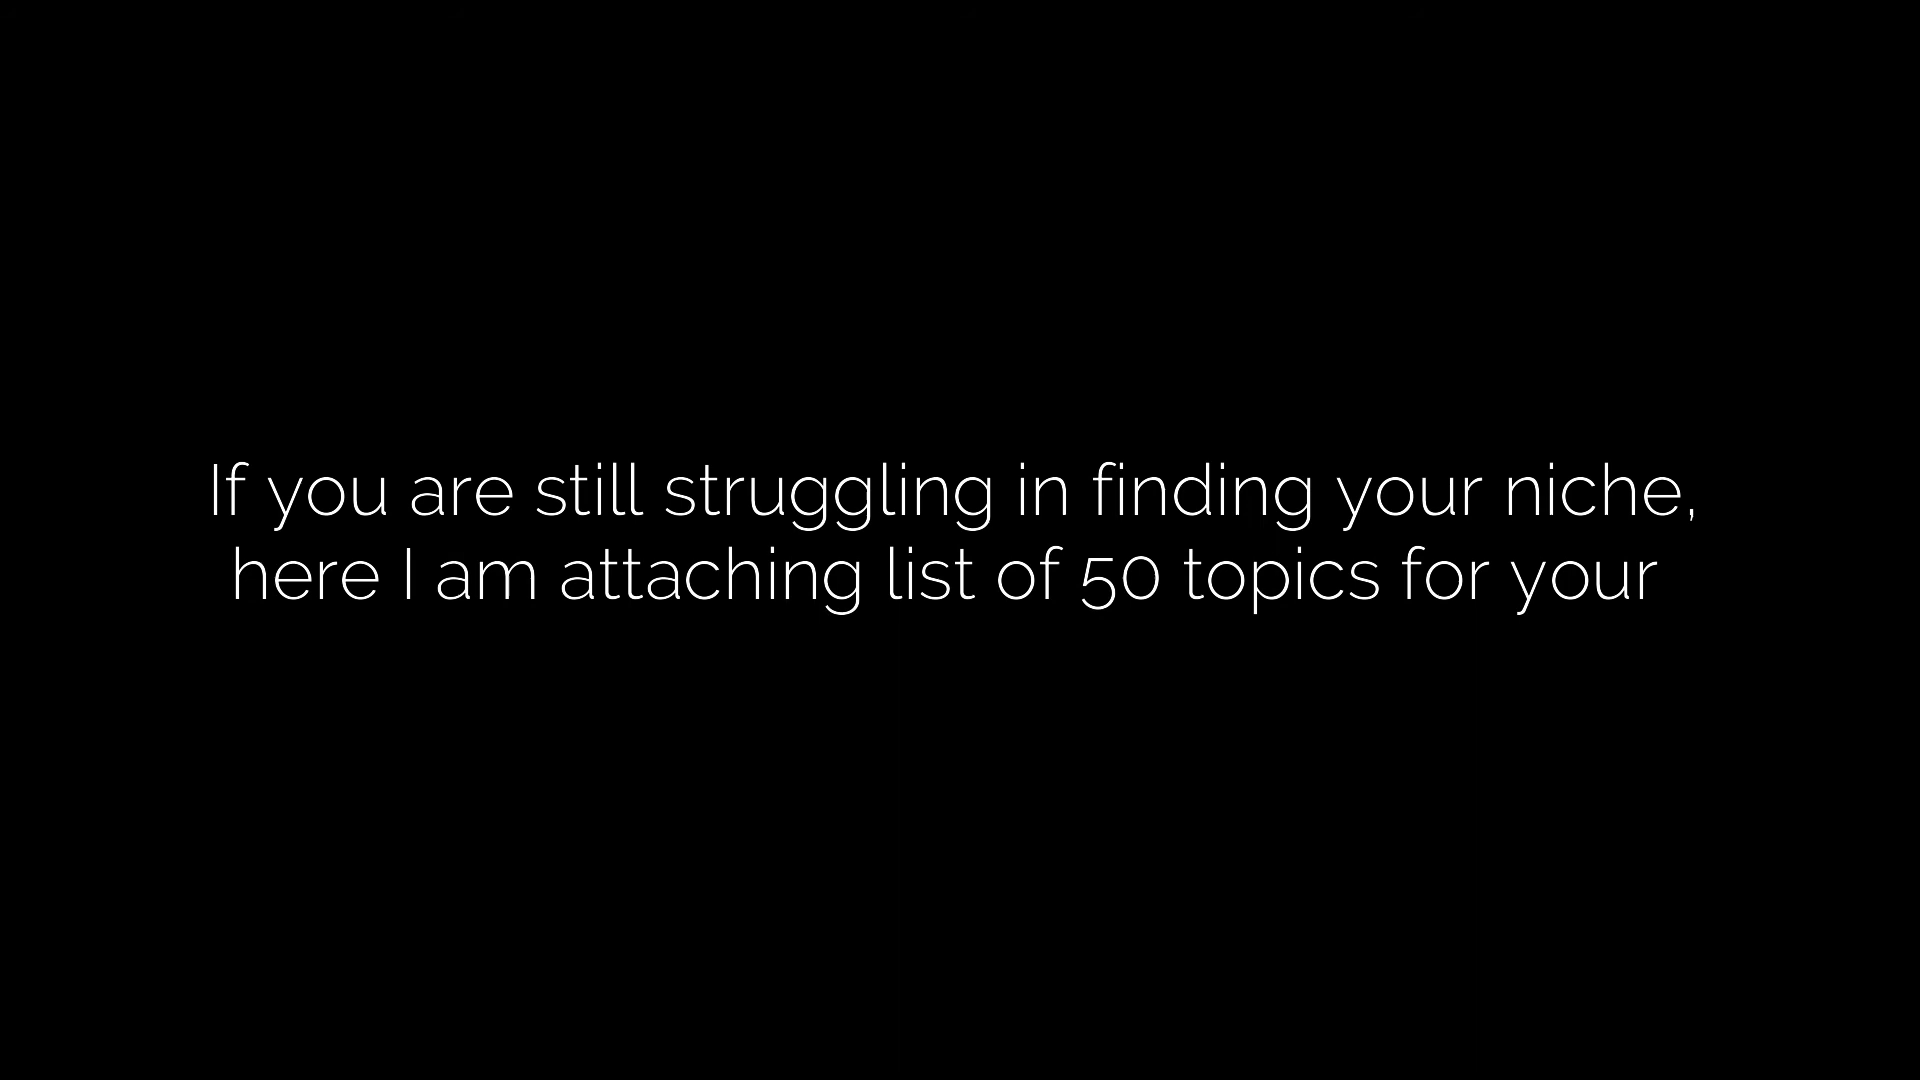 If you are still struggling in finding your niche,
here I am attaching list of 50 topics for your